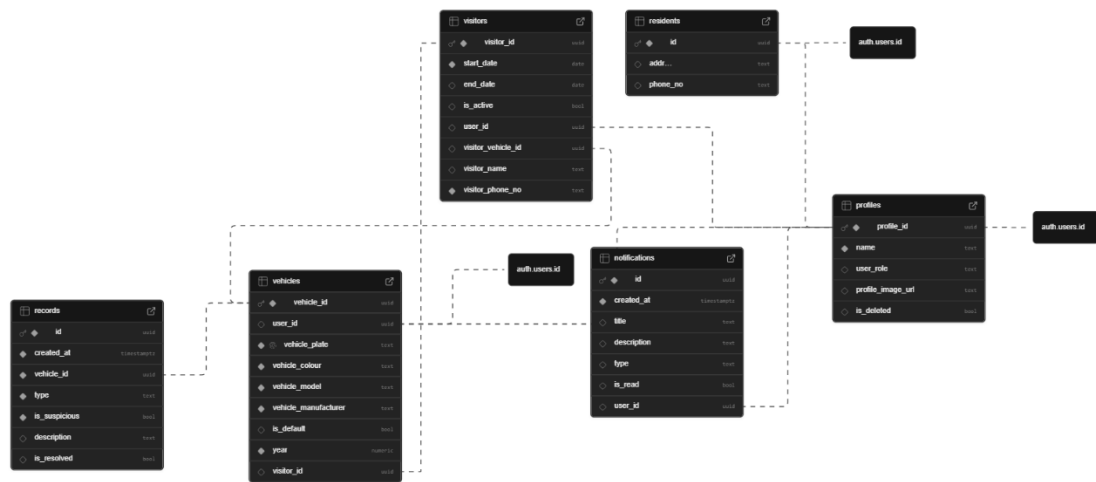 visitors
visitor_id uuid
start_date date
end_date date
is_active bool
user_id uuid
visitor_vehicle_id uuid
visitor_name text
visitor_phone_no text
residents
id uuid
addr... text
phone_no text
auth.users.id
profiles
profile_id uuid
name text
user_role text
profile_image_url text
is_deleted bool
auth.users.id
auth.users.id
notifications
id uuid
created_at timestamptz
title text
description text
type text
is_read bool
user_id uuid
vehicles
vehicle_id uuid
user_id uuid
vehicle_plate text
vehicle_colour text
vehicle_model text
vehicle_manufacturer text
is_default bool
year numeric
visitor_id uuid
records
id uuid
created_at timestamptz
vehicle_id uuid
type text
is_suspicious bool
description text
is_resolved bool